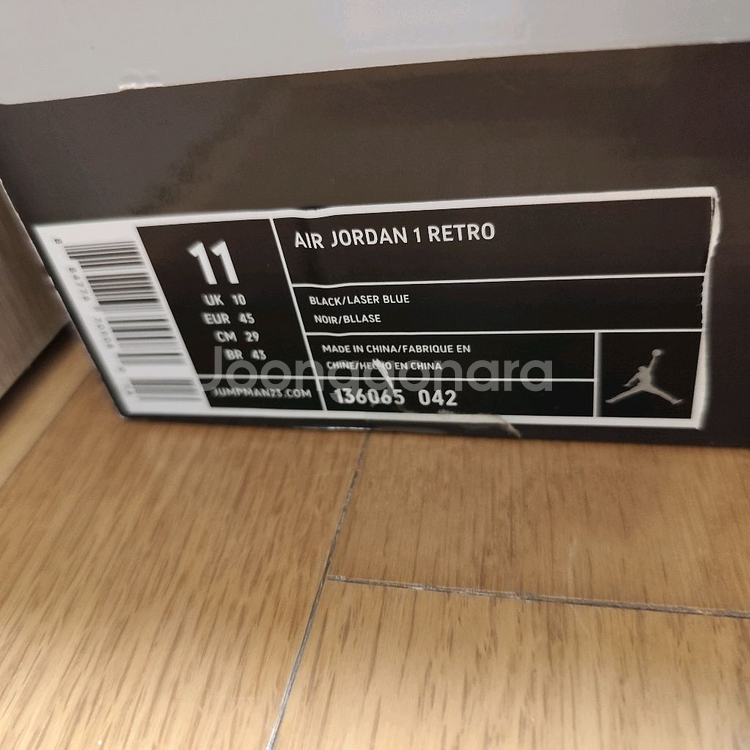 11
UK 10
EUR 45
CM 29
BR 43
JUMPMAN23.COM
AIR JORDAN 1 RETRO
BLACK/LASER BLUE
NOIR/BLLASE
MADE IN CHINA/FABRIQUE EN
CHINE/HECHO EN CHINA
136065 042
Joonggonara